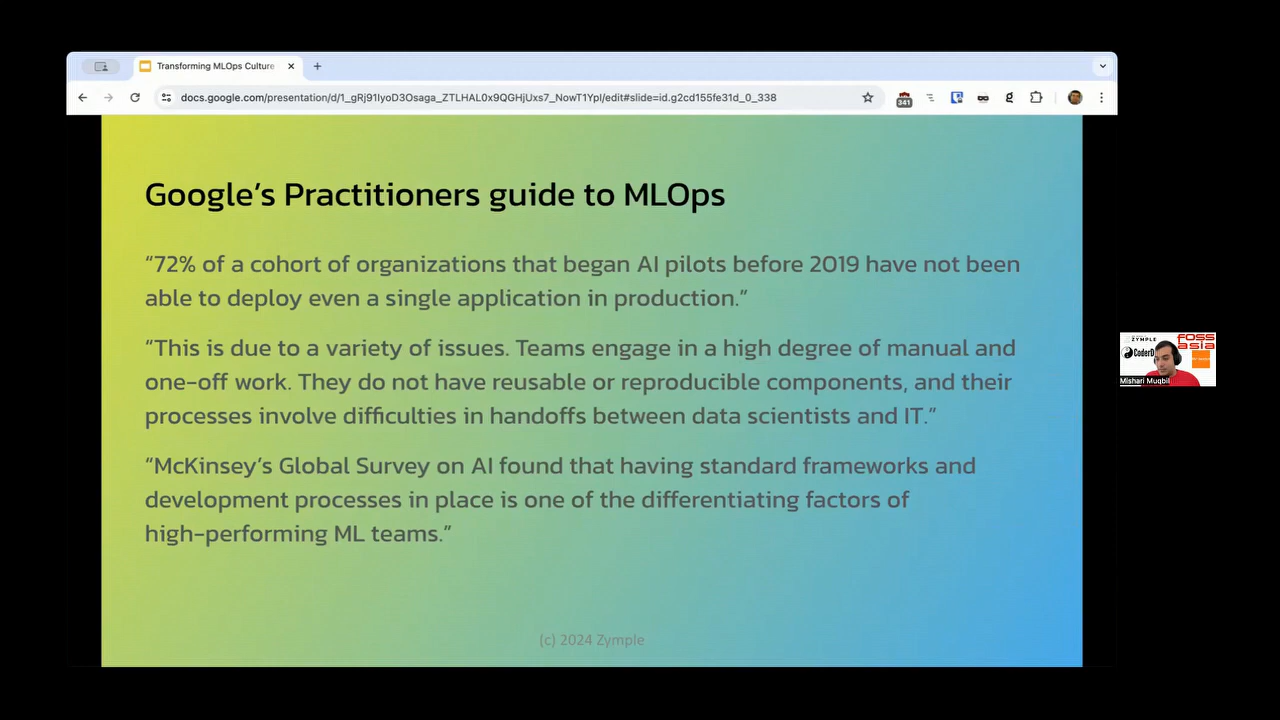 Transforming MLOps Culture
docs.google.com/presentation/d/1_gRj91IyoD3Osaga_ZTLHAL0x9QGHjUxs7_NowT1YpI/edit#slide=id.g2cd155fe31d_0_338
341
Google's Practitioners guide to MLOps
“72% of a cohort of organizations that began AI pilots before 2019 have not been
able to deploy even a single application in production.”
“This is due to a variety of issues. Teams engage in a high degree of manual and
one-off work. They do not have reusable or reproducible components, and their
processes involve difficulties in handoffs between data scientists and IT.”
“McKinsey's Global Survey on AI found that having standard frameworks and
development processes in place is one of the differentiating factors of
high-performing ML teams.”
(c) 2024 Zymple
ZYMPLE
FOSS
ASIA
Mishari Muqbil